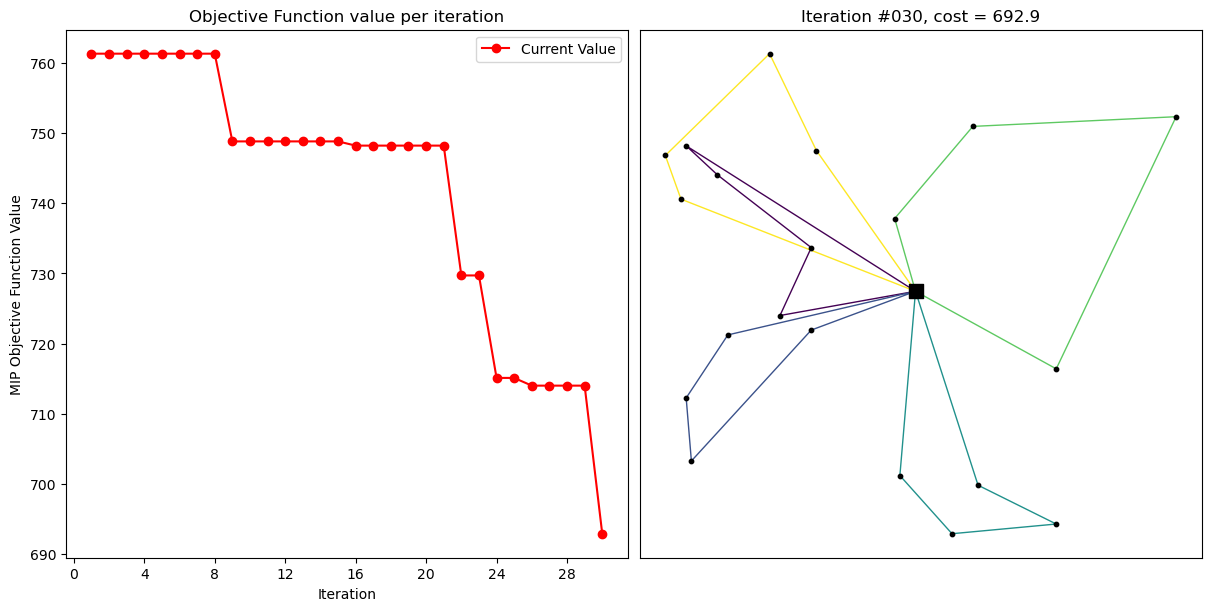 Objective Function value per iteration
Current Value
MIP Objective Function Value
760
750
740
730
720
710
700
690
0 4 8 12 16 20 24 28
Iteration
Iteration #030, cost = 692.9